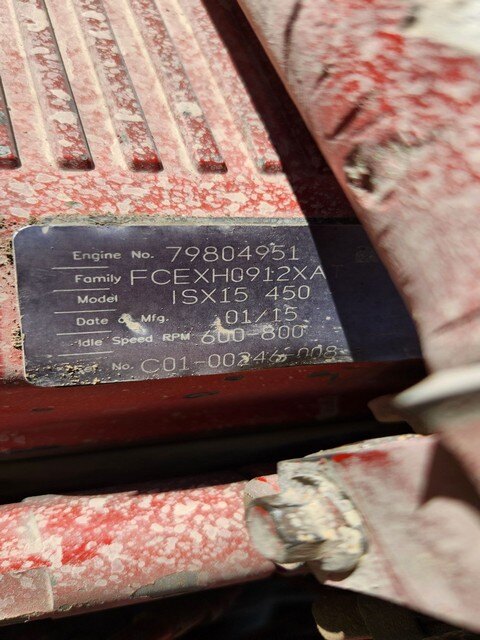 Engine No. 79804951
Family FCEXH0912XA
Model ISX15 450
Date Mfg. 01/15
Idle Speed RPM 600-800
No. C01-00246 008